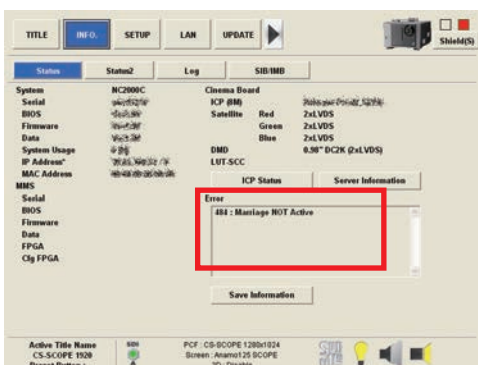 TITLE INFO. SETUP LAN UPDATE Shield(S)
Status Status2 Log SIB/IMB
System NC2000C Cinema Board
Serial ICP (BM)
BIOS Satellite Red 2xLVDS
Firmware Green 2xLVDS
Data Blue 2xLVDS
System Usage DMD 0.98" DC2K (2xLVDS)
IP Address* LUT-SCC
MAC Address
ICP Status Server Information
MMS
Serial Error
BIOS 484 : Marriage NOT Active
Firmware
Data
FPGA
Cfg FPGA
Save Information
Active Title Name SDI PCF : CS-SCOPE 1280x1024
CS-SCOPE 1920 A Screen : Anamo125 SCOPE